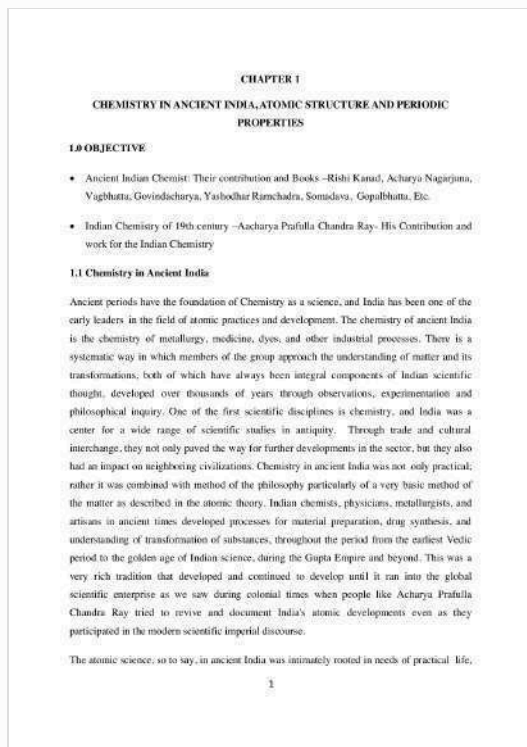 CHAPTER 1
CHEMISTRY IN ANCIENT INDIA, ATOMIC STRUCTURE AND PERIODIC
PROPERTIES
1.0 OBJECTIVE
• Ancient Indian Chemist: Their contribution and Books –Rishi Kanad, Acharya Nagarjuna,
Vagbhatta, Govindacharya, Yashodhar Ramchadra, Somadava, Gopalbhatta, Etc.
• Indian Chemistry of 19th century –Aacharya Prafulla Chandra Ray- His Contribution and
work for the Indian Chemistry
1.1 Chemistry in Ancient India
Ancient periods have the foundation of Chemistry as a science, and India has been one of the
early leaders in the field of atomic practices and development. The chemistry of ancient India
is the chemistry of metallurgy, medicine, dyes, and other industrial processes. There is a
systematic way in which members of the group approach the understanding of matter and its
transformations, both of which have always been integral components of Indian scientific
thought, developed over thousands of years through observations, experimentation and
philosophical inquiry. One of the first scientific disciplines is chemistry, and India was a
center for a wide range of scientific studies in antiquity. Through trade and cultural
interchange, they not only paved the way for further developments in the sector, but they also
had an impact on neighboring civilizations. Chemistry in ancient India was not only practical;
rather it was combined with method of the philosophy particularly of a very basic method of
the matter as described in the atomic theory. Indian chemists, physicians, metallurgists, and
artisans in ancient times developed processes for material preparation, drug synthesis, and
understanding of transformation of substances, throughout the period from the earliest Vedic
period to the golden age of Indian science, during the Gupta Empire and beyond. This was a
very rich tradition that developed and continued to develop until it ran into the global
scientific enterprise as we saw during colonial times when people like Acharya Prafulla
Chandra Ray tried to revive and document India's atomic developments even as they
participated in the modern scientific imperial discourse.
The atomic science, so to say, in ancient India was intimately rooted in needs of practical life,
1